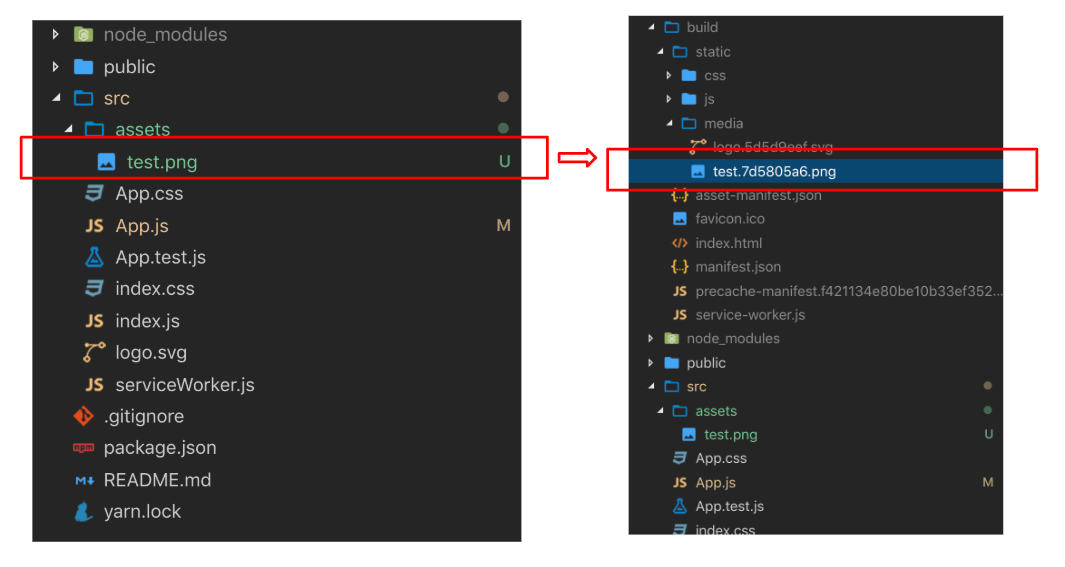 node_modules
public
src
assets
test.png U
App.css
JS App.js M
App.test.js
index.css
JS index.js
logo.svg
JS serviceWorker.js
.gitignore
npm package.json
M↓ README.md
yarn.lock
build
static
css
js
media
logo.5d5d9eef.svg
test.7d5805a6.png
{..} asset-manifest.json
favicon.ico
</> index.html
{..} manifest.json
JS precache-manifest.f421134e80be10b33ef352...
JS service-worker.js
node_modules
public
src
assets
test.png U
App.css
JS App.js M
App.test.js
index.css